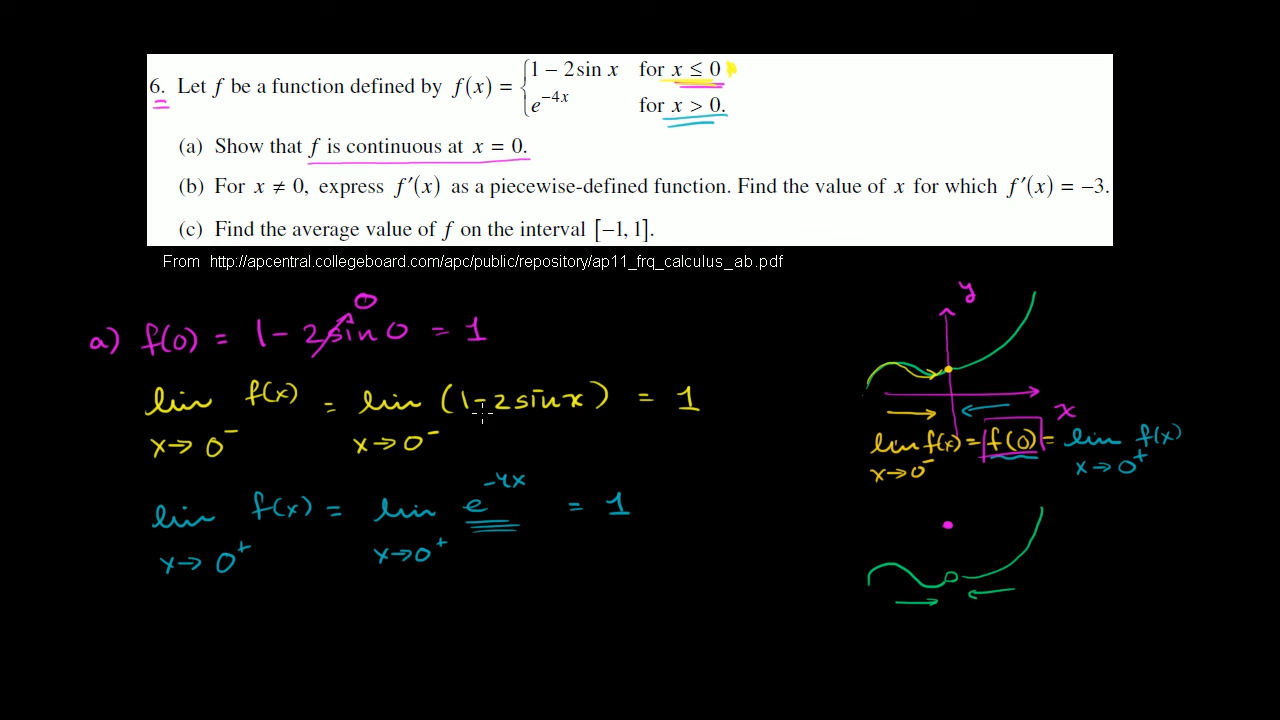 6. Let f be a function defined by f(x) = { 1 − 2 sin x for x ≤ 0
e^{−4x} for x > 0.
(a) Show that f is continuous at x = 0.
(b) For x ≠ 0, express f′(x) as a piecewise-defined function. Find the value of x for which f′(x) = −3.
(c) Find the average value of f on the interval [−1, 1].
From http://apcentral.collegeboard.com/apc/public/repository/ap11_frq_calculus_ab.pdf
0
a) f(0) = 1 − 2 sin 0 = 1
lim f(x) = lim (1−2 sin x) = 1
x→0⁻ x→0⁻
lim f(x) = lim e^{−4x} = 1
x→0⁺ x→0⁺
y
x
lim f(x) = f(0) = lim f(x)
x→0⁻ x→0⁺